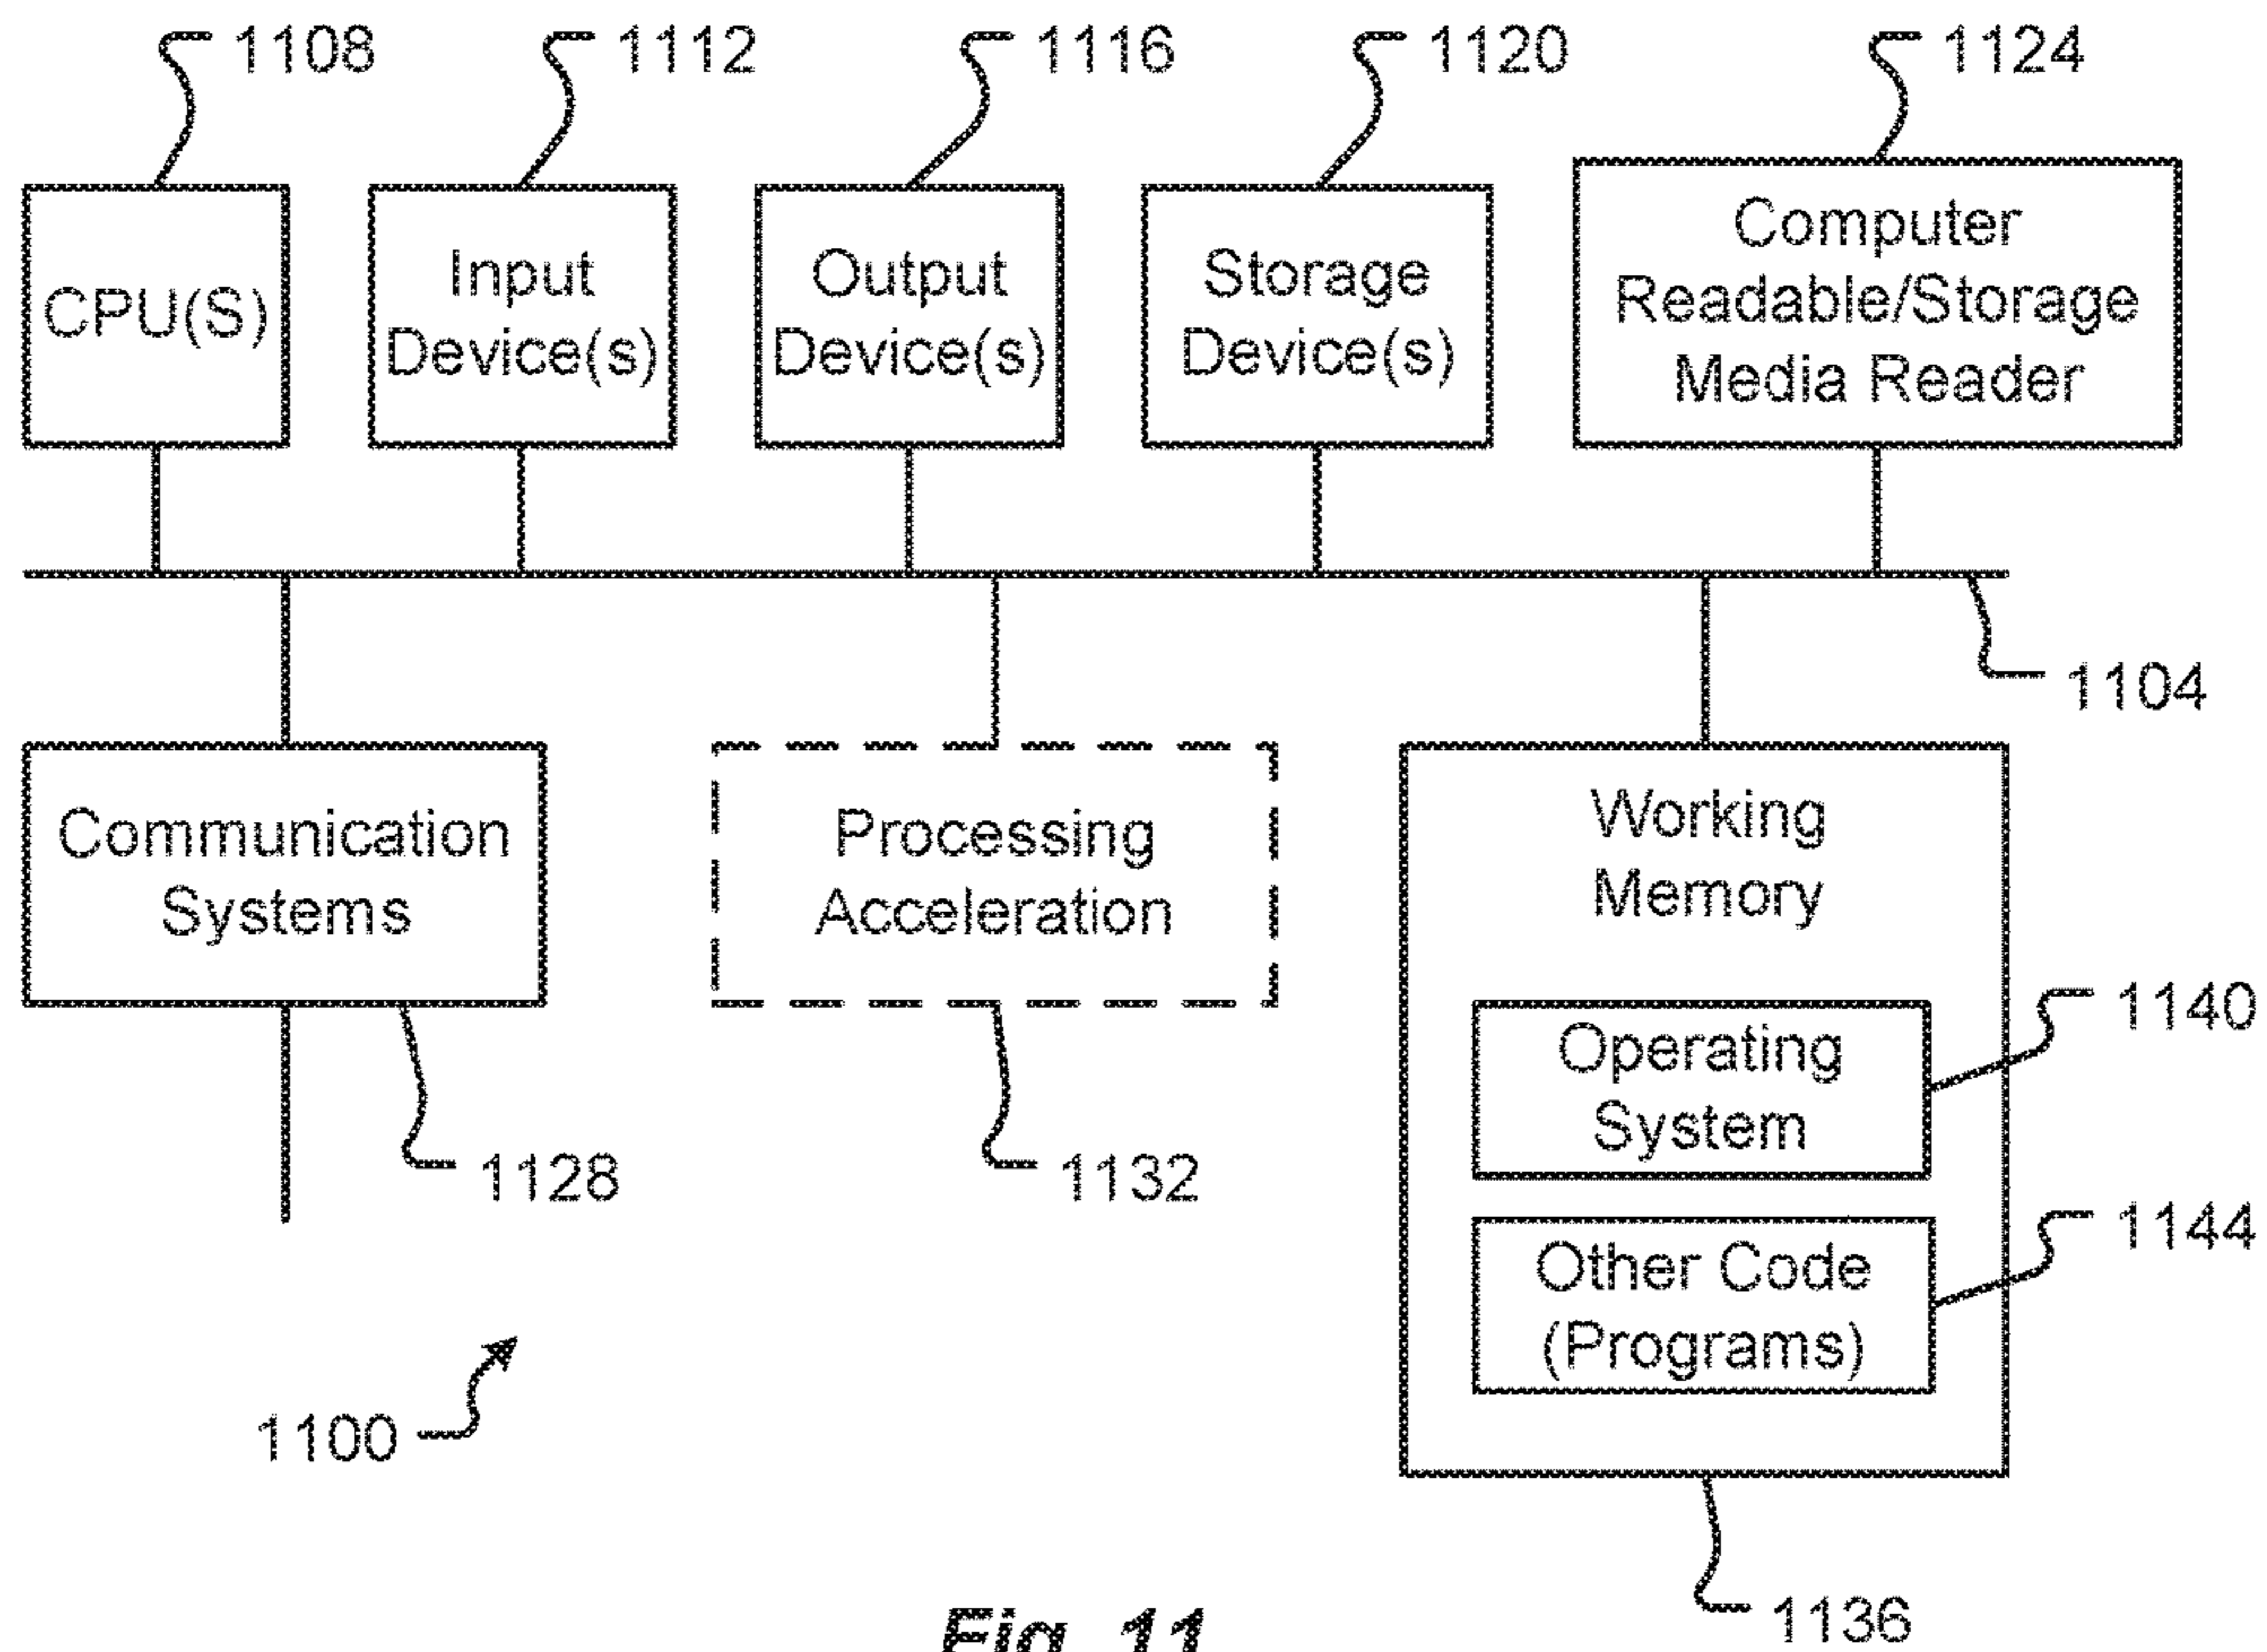 1108
1112
1116
1120
1124
CPU(S)
Input
Device(s)
Output
Device(s)
Storage
Device(s)
Computer
Readable/Storage
Media Reader
1104
Communication
Systems
1128
Processing
Acceleration
1132
Working
Memory
Operating
System
1140
Other Code
(Programs)
1144
1100
1136
Fig. 11